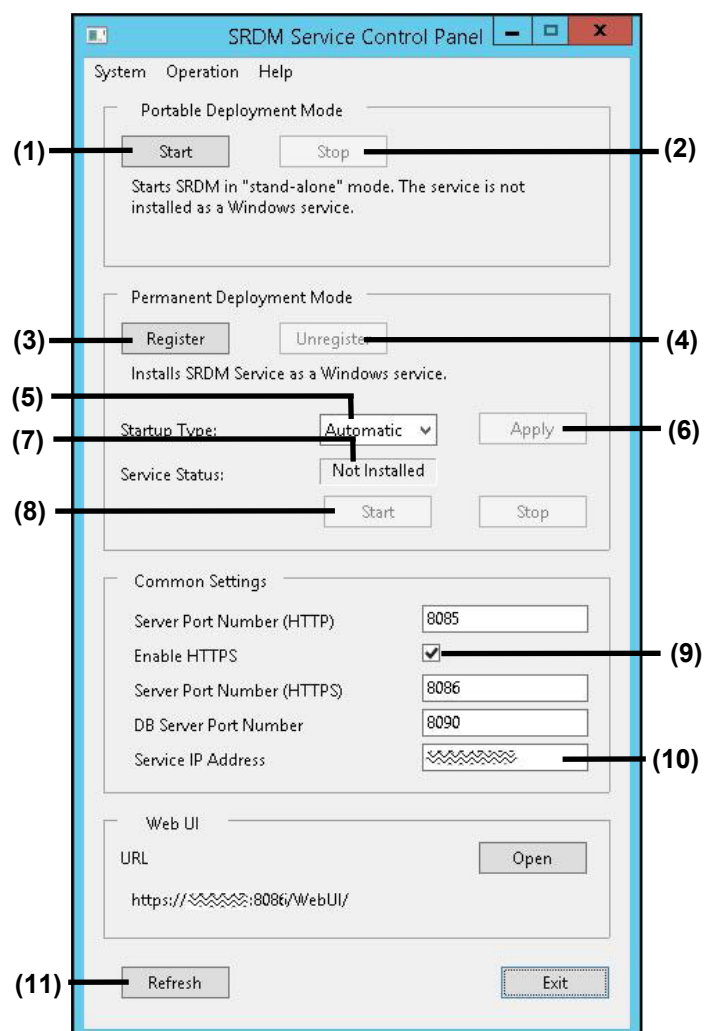 SRDM Service Control Panel
System Operation Help
Portable Deployment Mode
(1) Start Stop (2)
Starts SRDM in "stand-alone" mode. The service is not
installed as a Windows service.
Permanent Deployment Mode
(3) Register Unregister (4)
Installs SRDM Service as a Windows service.
(5)
Startup Type: Automatic Apply (6)
(7)
Service Status: Not Installed
(8) Start Stop
Common Settings
Server Port Number (HTTP) 8085
Enable HTTPS (9)
Server Port Number (HTTPS) 8086
DB Server Port Number 8090
Service IP Address (10)
Web UI
URL Open
https:// :8086/WebUI/
(11) Refresh Exit